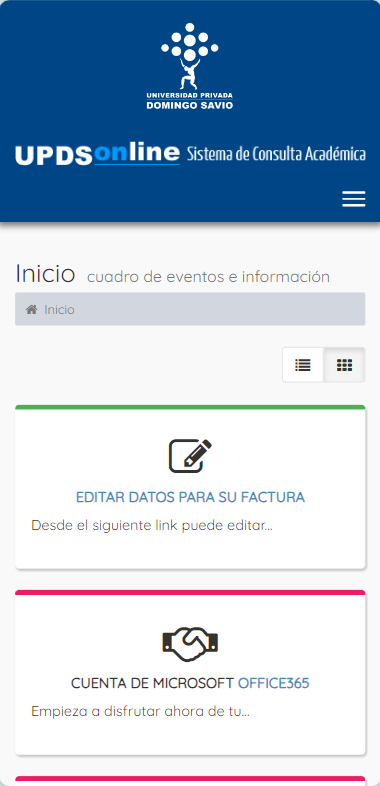 UNIVERSIDAD PRIVADA
DOMINGO SAVIO
UPDSonline Sistema de Consulta Académica
Inicio cuadro de eventos e información
Inicio
EDITAR DATOS PARA SU FACTURA
Desde el siguiente link puede editar...
CUENTA DE MICROSOFT OFFICE365
Empieza a disfrutar ahora de tu...